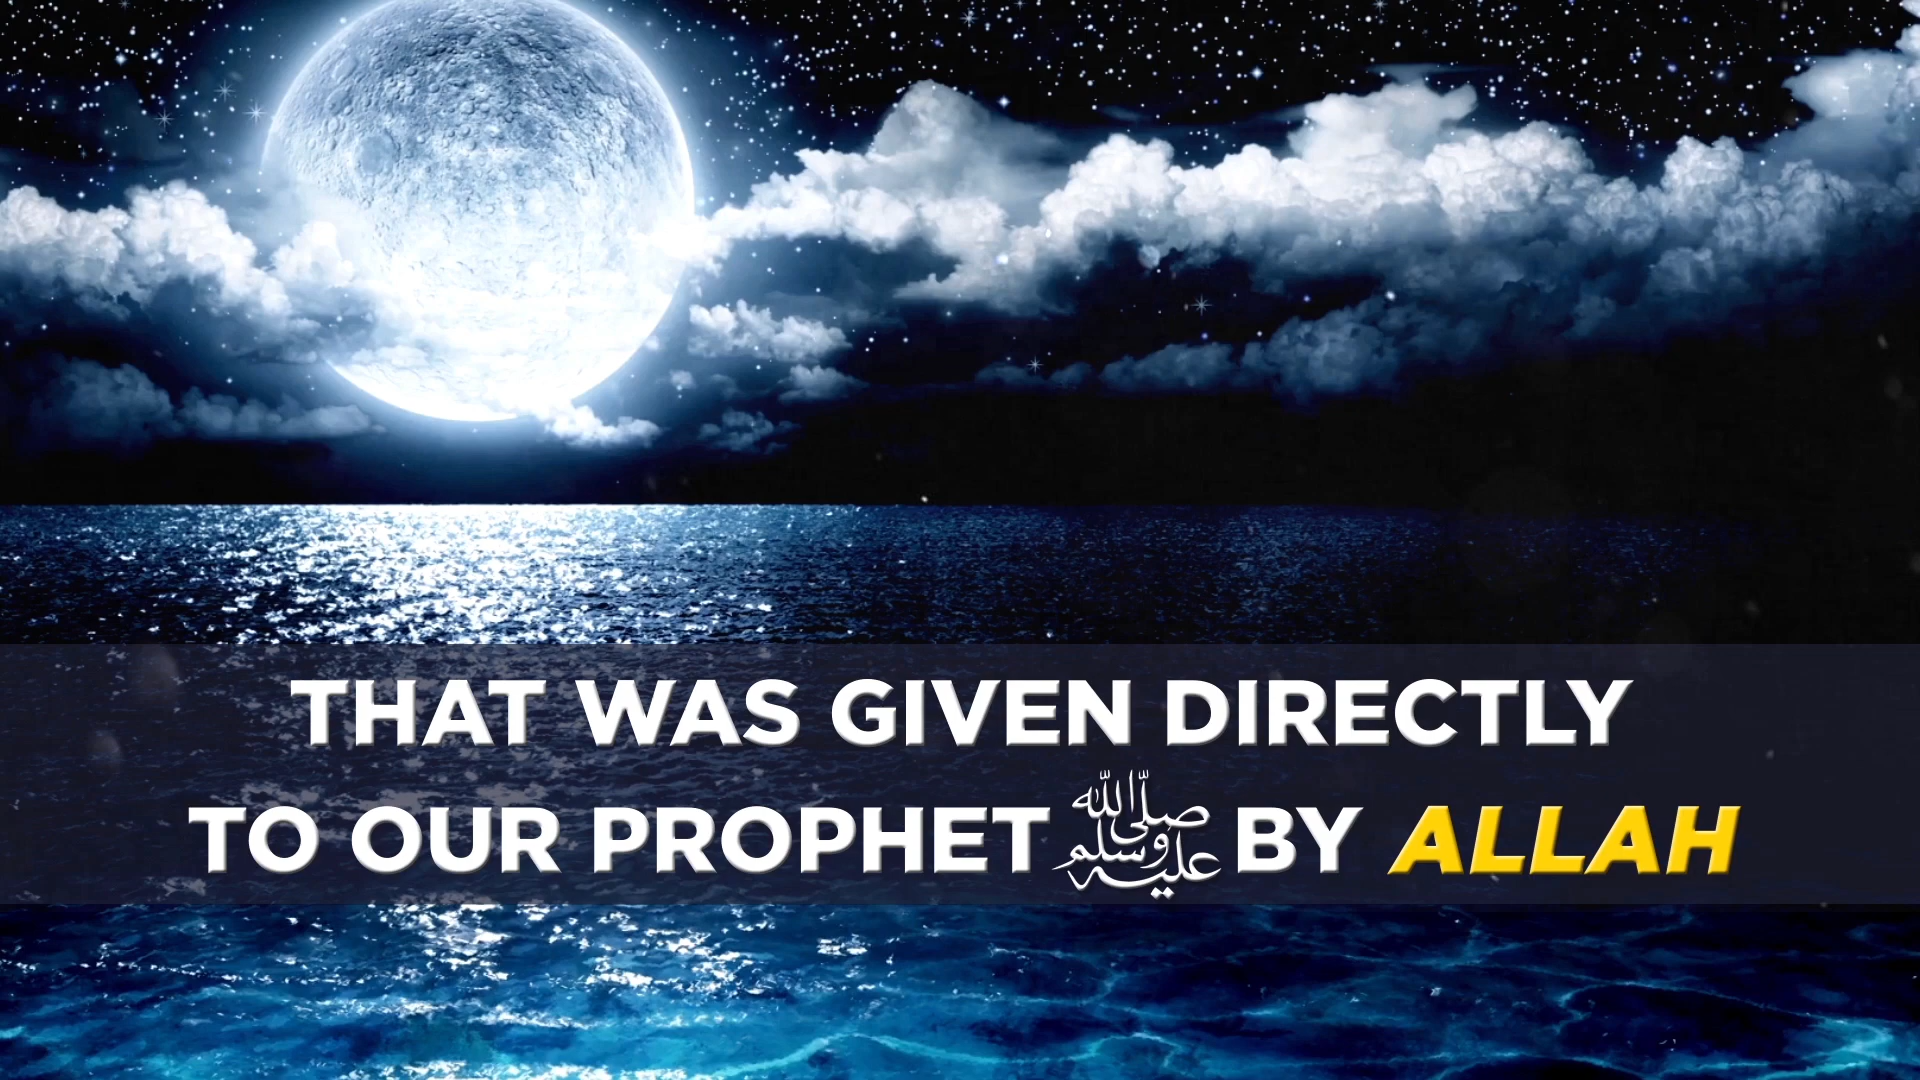 THAT WAS GIVEN DIRECTLY
TO OUR PROPHET صلى الله عليه وسلم BY ALLAH